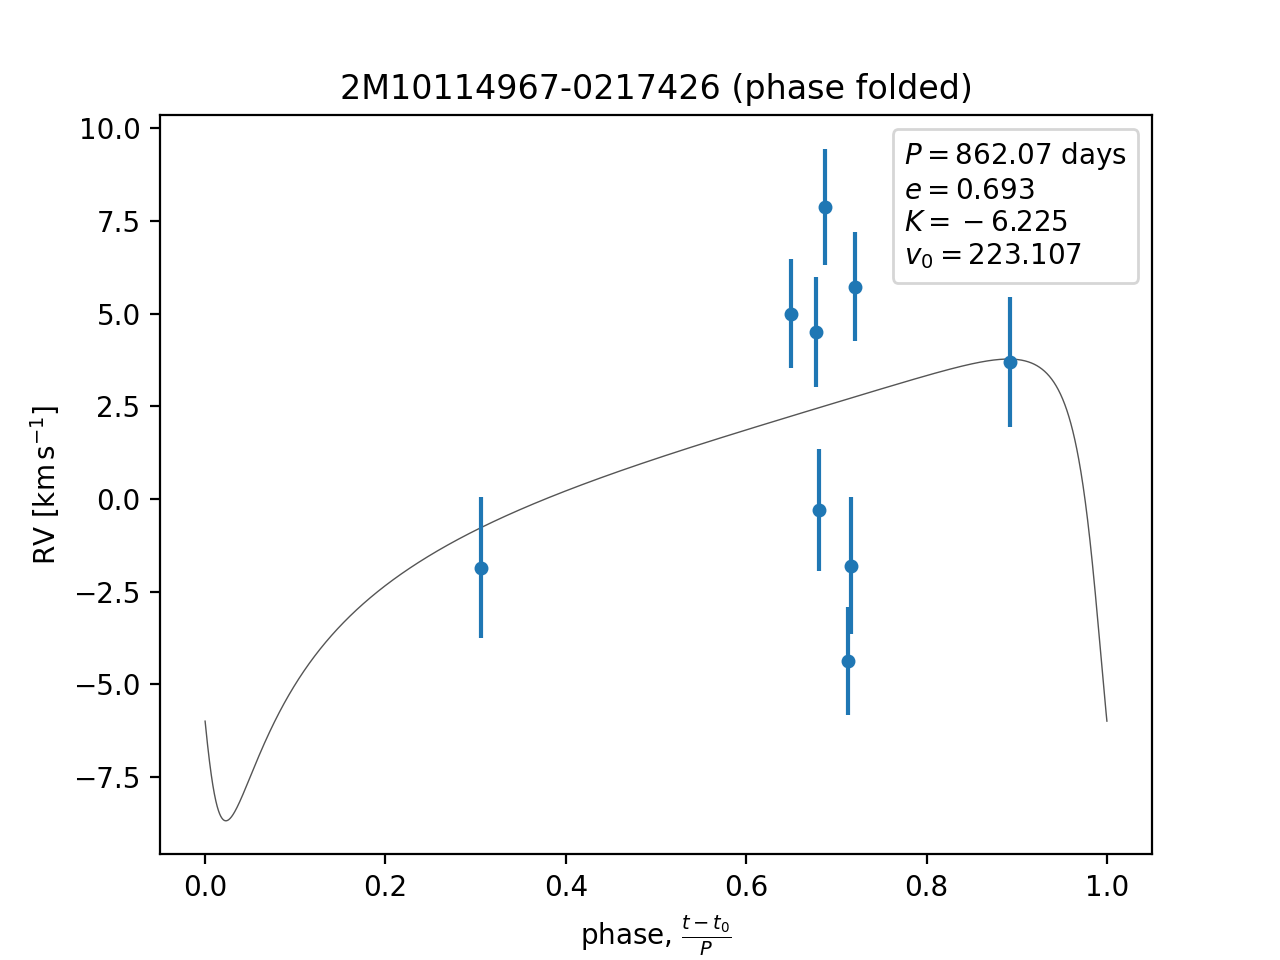 2M10114967-0217426 (phase folded)
P = 862.07 days
e = 0.693
K = −6.225
v₀ = 223.107
10.0
7.5
5.0
2.5
0.0
−2.5
−5.0
−7.5
RV [km s⁻¹]
0.0 0.2 0.4 0.6 0.8 1.0
phase, (t − t₀)/P